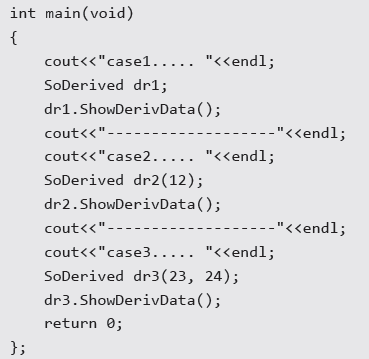 int main(void)
{
    cout<<"case1..... "<<endl;
    SoDerived dr1;
    dr1.ShowDerivData();
    cout<<"-------------------"<<endl;
    cout<<"case2..... "<<endl;
    SoDerived dr2(12);
    dr2.ShowDerivData();
    cout<<"-------------------"<<endl;
    cout<<"case3..... "<<endl;
    SoDerived dr3(23, 24);
    dr3.ShowDerivData();
    return 0;
};